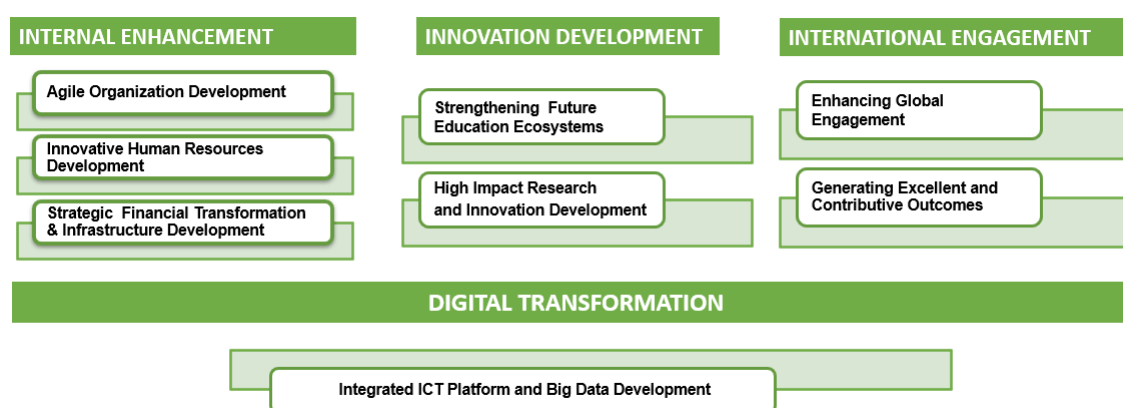 INTERNAL ENHANCEMENT
Agile Organization Development
Innovative Human Resources
Development
Strategic Financial Transformation
& Infrastructure Development
INNOVATION DEVELOPMENT
Strengthening Future
Education Ecosystems
High Impact Research
and Innovation Development
INTERNATIONAL ENGAGEMENT
Enhancing Global
Engagement
Generating Excellent and
Contributive Outcomes
DIGITAL TRANSFORMATION
Integrated ICT Platform and Big Data Development